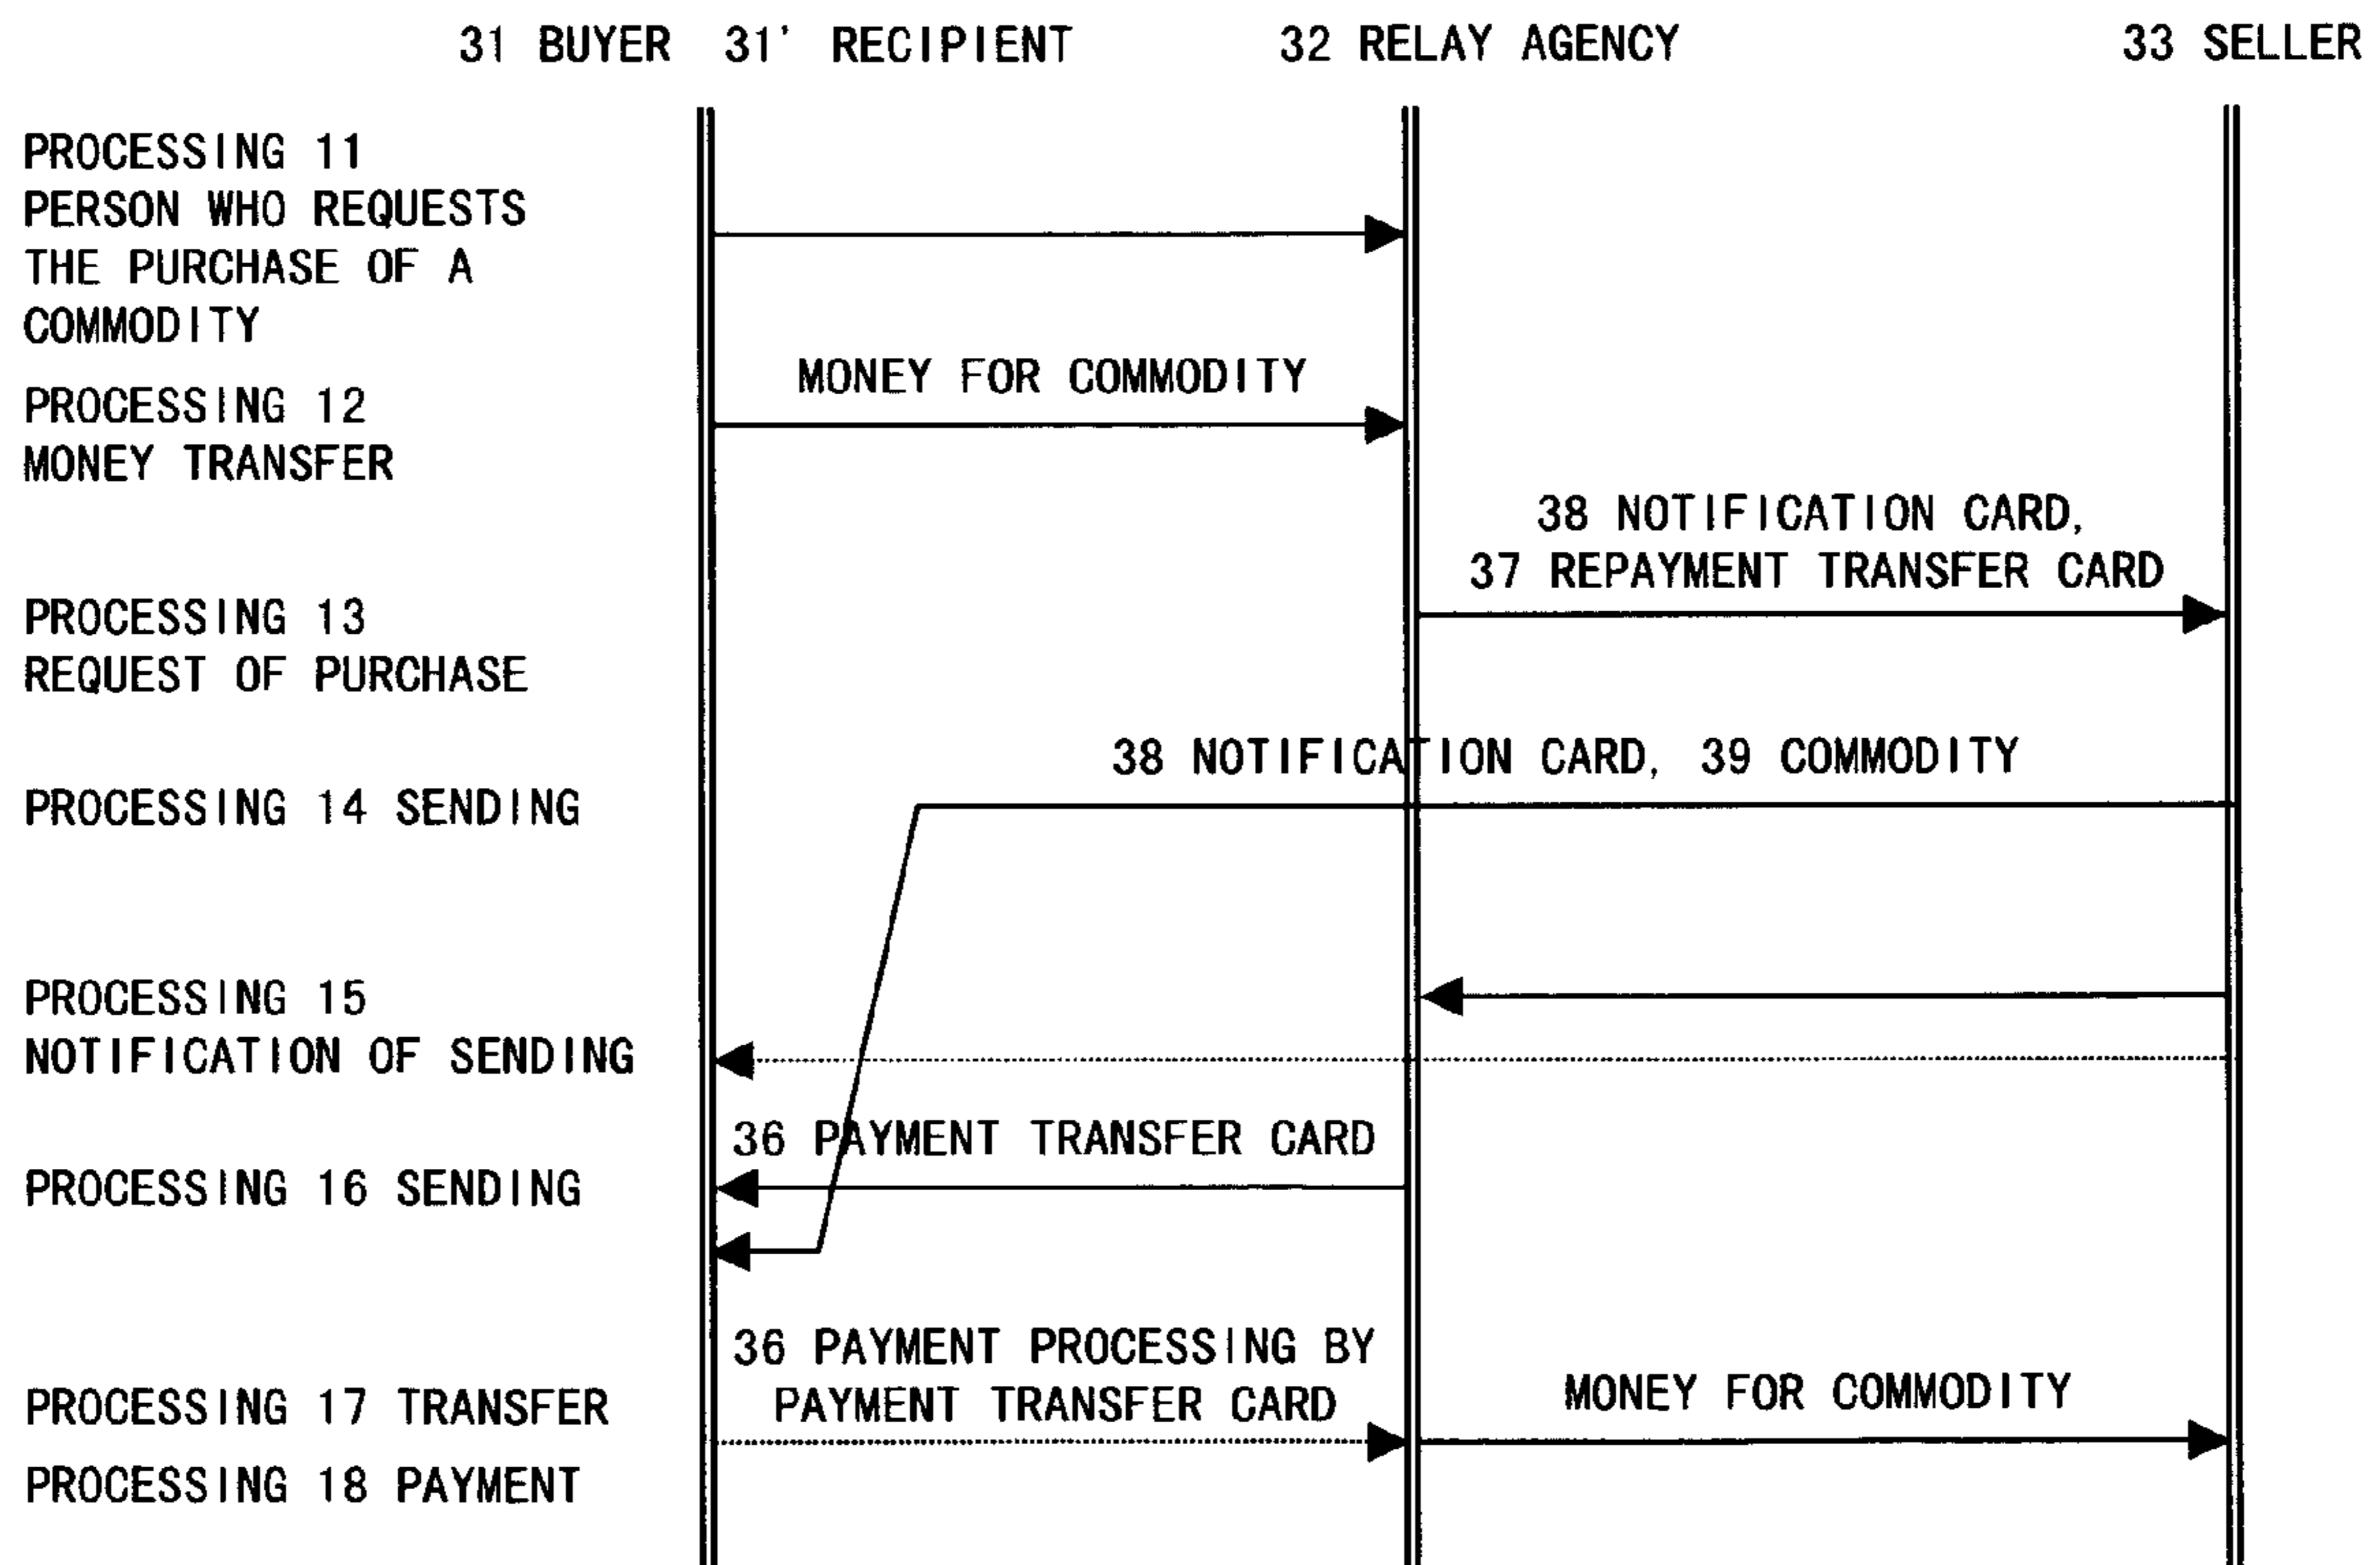 31 BUYER 31' RECIPIENT 32 RELAY AGENCY 33 SELLER
PROCESSING 11
PERSON WHO REQUESTS
THE PURCHASE OF A
COMMODITY
MONEY FOR COMMODITY
PROCESSING 12
MONEY TRANSFER
38 NOTIFICATION CARD,
37 REPAYMENT TRANSFER CARD
PROCESSING 13
REQUEST OF PURCHASE
38 NOTIFICATION CARD, 39 COMMODITY
PROCESSING 14 SENDING
PROCESSING 15
NOTIFICATION OF SENDING
36 PAYMENT TRANSFER CARD
PROCESSING 16 SENDING
36 PAYMENT PROCESSING BY
PAYMENT TRANSFER CARD
MONEY FOR COMMODITY
PROCESSING 17 TRANSFER
PROCESSING 18 PAYMENT